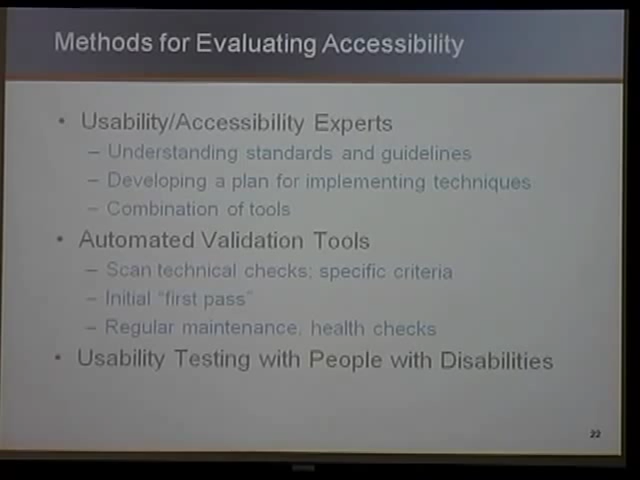 Methods for Evaluating Accessibility
• Usability/Accessibility Experts
– Understanding standards and guidelines
– Developing a plan for implementing techniques
– Combination of tools
• Automated Validation Tools
– Scan technical checks; specific criteria
– Initial "first pass"
– Regular maintenance, health checks
• Usability Testing with People with Disabilities
22